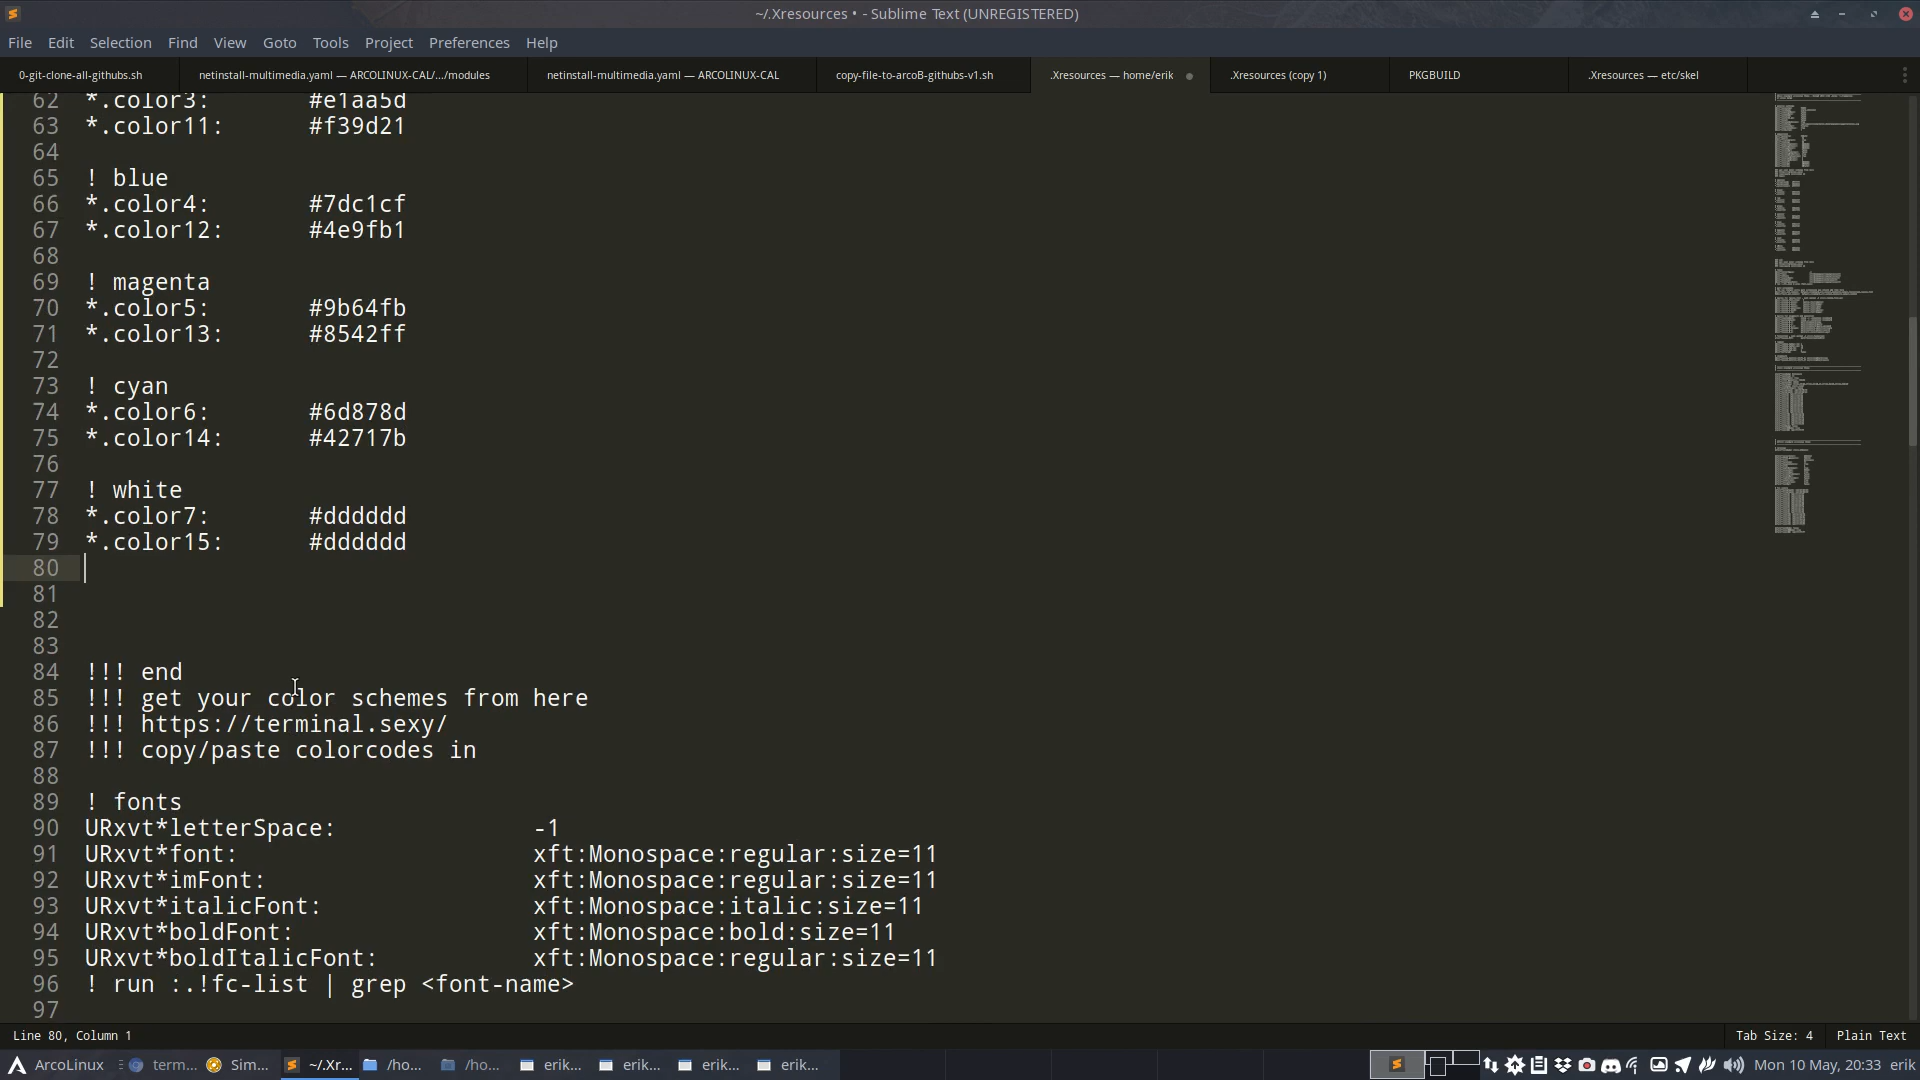 ~/.Xresources • - Sublime Text (UNREGISTERED)
File Edit Selection Find View Goto Tools Project Preferences Help
0-git-clone-all-githubs.sh netinstall-multimedia.yaml — ARCOLINUX-CAL/.../modules netinstall-multimedia.yaml — ARCOLINUX-CAL copy-file-to-arcoB-githubs-v1.sh .Xresources — home/erik .Xresources (copy 1) PKGBUILD .Xresources — etc/skel
62 *.color3: #e1aa5d
63 *.color11: #f39d21
64
65 ! blue
66 *.color4: #7dc1cf
67 *.color12: #4e9fb1
68
69 ! magenta
70 *.color5: #9b64fb
71 *.color13: #8542ff
72
73 ! cyan
74 *.color6: #6d878d
75 *.color14: #42717b
76
77 ! white
78 *.color7: #dddddd
79 *.color15: #dddddd
80
81
82
83
84 !!! end
85 !!! get your color schemes from here
86 !!! https://terminal.sexy/
87 !!! copy/paste colorcodes in
88
89 ! fonts
90 URxvt*letterSpace: -1
91 URxvt*font: xft:Monospace:regular:size=11
92 URxvt*imFont: xft:Monospace:regular:size=11
93 URxvt*italicFont: xft:Monospace:italic:size=11
94 URxvt*boldFont: xft:Monospace:bold:size=11
95 URxvt*boldItalicFont: xft:Monospace:regular:size=11
96 ! run :.!fc-list | grep <font-name>
97
Line 80, Column 1 Tab Size: 4 Plain Text
ArcoLinux term... Sim... ~/.Xr... /ho... /ho... erik... erik... erik... erik... Mon 10 May, 20:33 erik